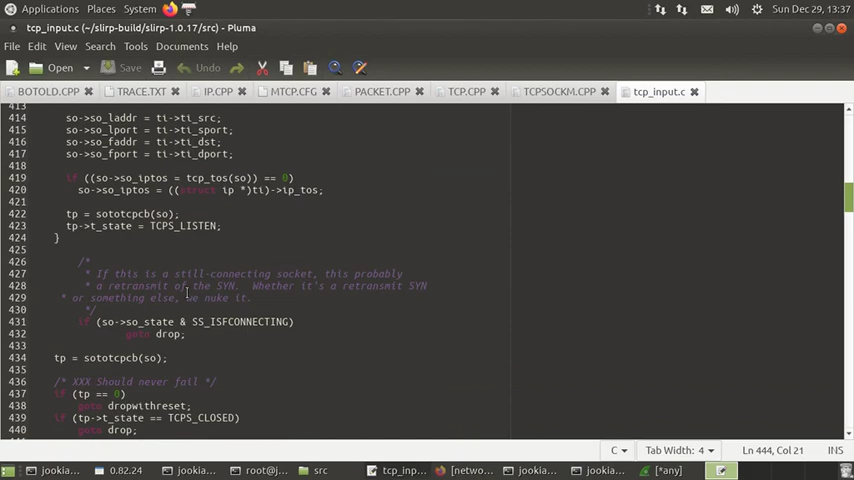 Applications Places System Sun Dec 29, 13:37
tcp_input.c (~/slirp-build/slirp-1.0.17/src) - Pluma
File Edit View Search Tools Documents Help
Open Save Undo
BOTOLD.CPP TRACE.TXT IP.CPP MTCP.CFG PACKET.CPP TCP.CPP TCPSOCKM.CPP tcp_input.c
413
414 so->so_laddr = ti->ti_src;
415 so->so_lport = ti->ti_sport;
416 so->so_faddr = ti->ti_dst;
417 so->so_fport = ti->ti_dport;
418
419 if ((so->so_iptos = tcp_tos(so)) == 0)
420 so->so_iptos = ((struct ip *)ti)->ip_tos;
421
422 tp = sototcpcb(so);
423 tp->t_state = TCPS_LISTEN;
424 }
425
426 /*
427 * If this is a still-connecting socket, this probably
428 * a retransmit of the SYN. Whether it's a retransmit SYN
429 * or something else, we nuke it.
430 */
431 if (so->so_state & SS_ISFCONNECTING)
432 goto drop;
433
434 tp = sototcpcb(so);
435
436 /* XXX Should never fail */
437 if (tp == 0)
438 goto dropwithreset;
439 if (tp->t_state == TCPS_CLOSED)
440 goto drop;
C Tab Width: 4 Ln 444, Col 21 INS
jookia... 0.82.24 jookia... root@j... src tcp_inp... [netwo... jookia... jookia... [*any]